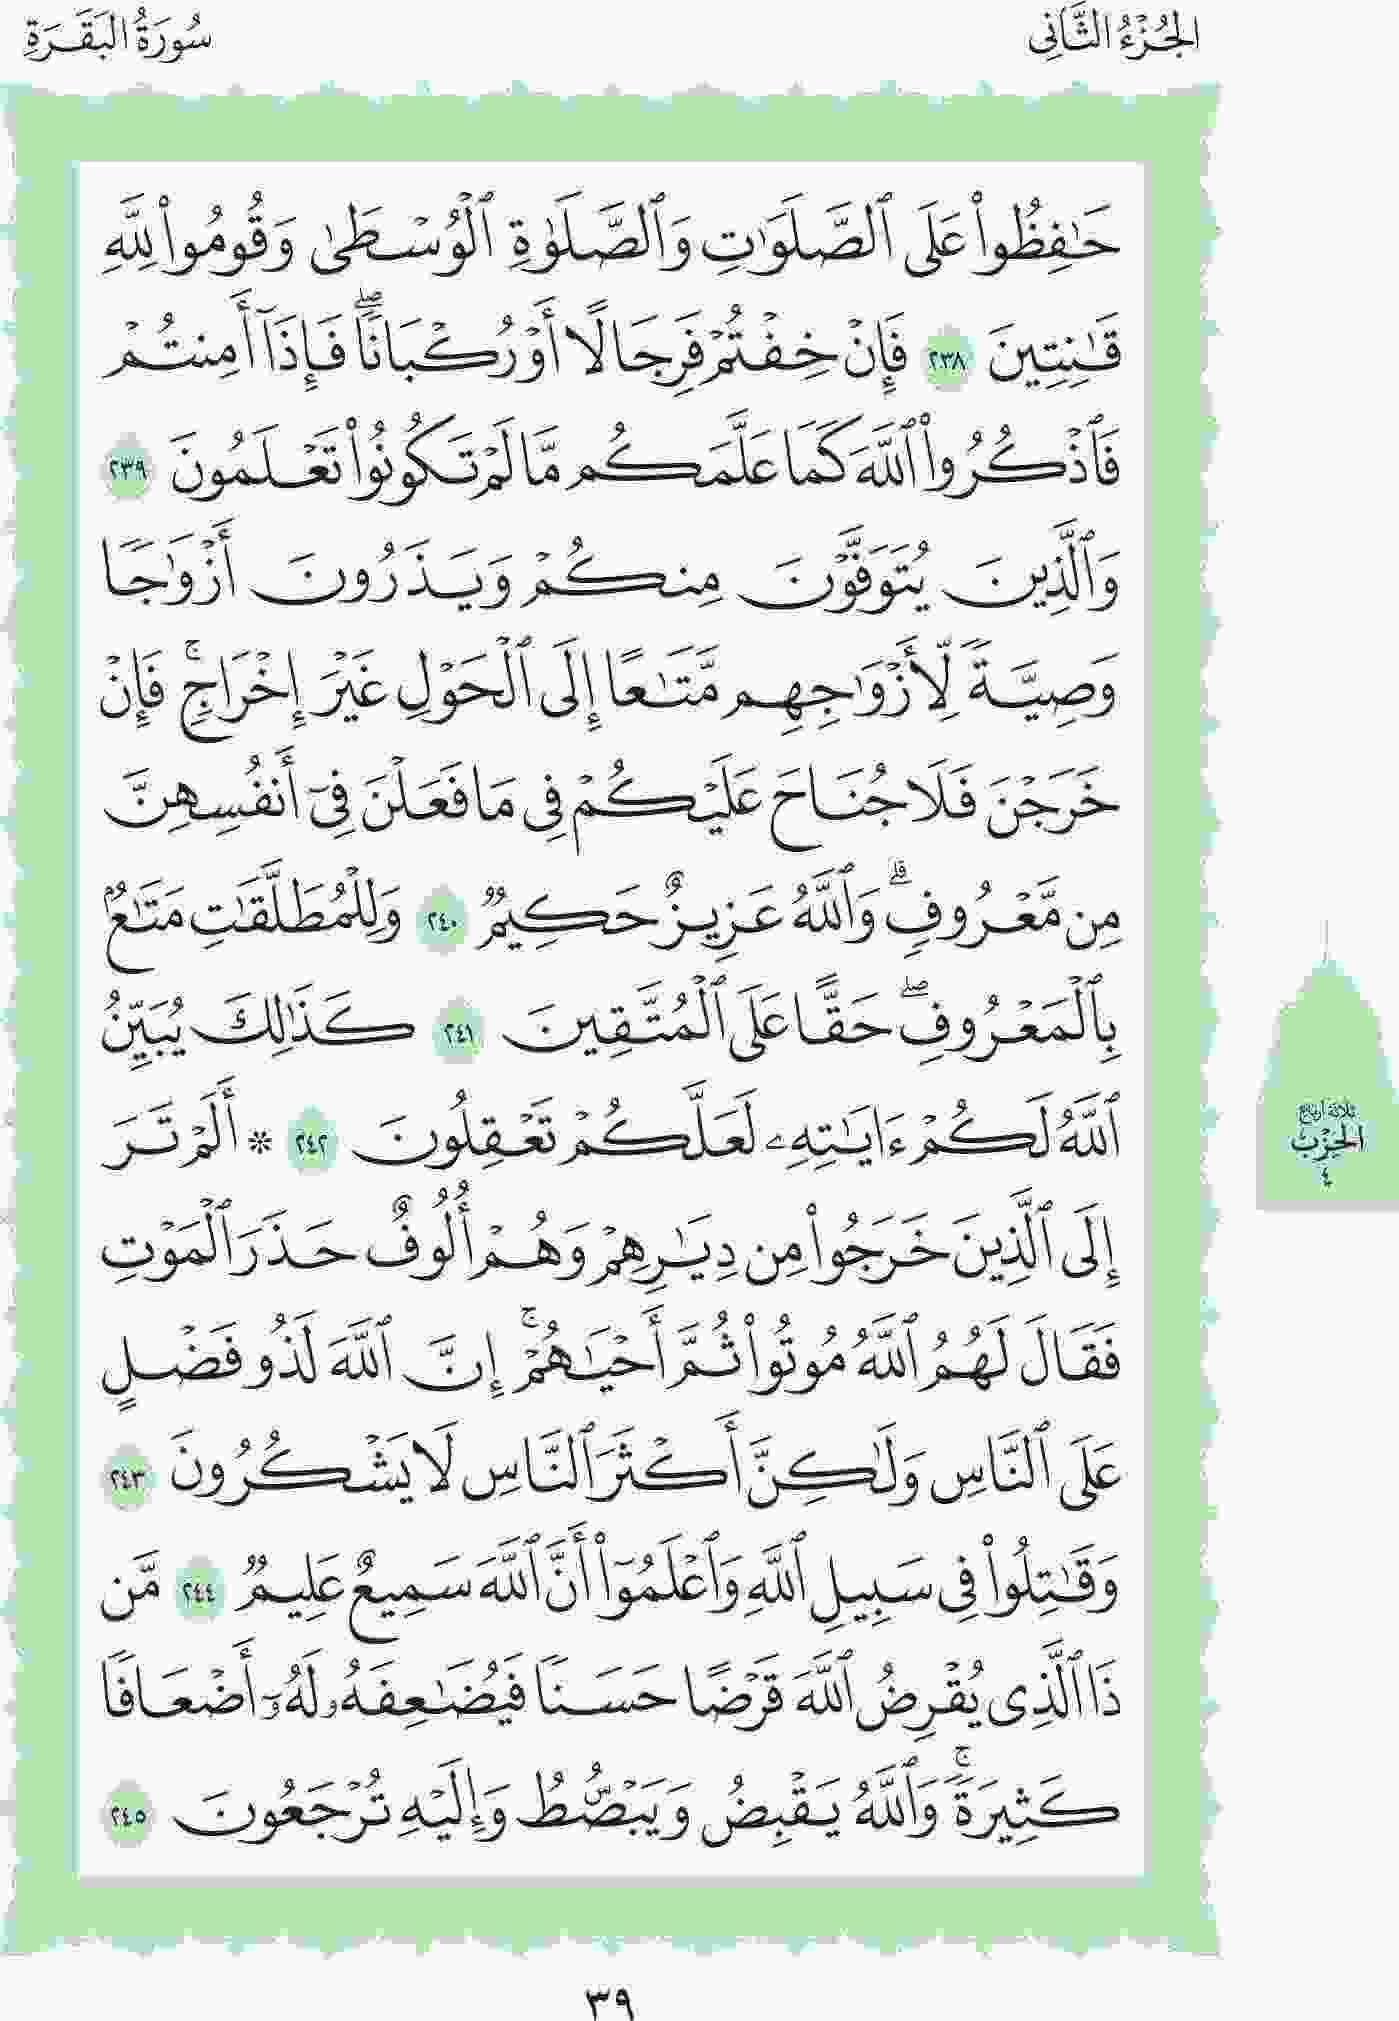 الجُزْءُ الثَّانِي
سُورَةُ البَقَرَةِ
حَٰفِظُوا۟ عَلَى ٱلصَّلَوَٰتِ وَٱلصَّلَوٰةِ ٱلْوُسْطَىٰ وَقُومُوا۟ لِلَّهِ
قَٰنِتِينَ ٢٣٨ فَإِنْ خِفْتُمْ فَرِجَالًا أَوْ رُكْبَانًا ۖ فَإِذَآ أَمِنتُمْ
فَٱذْكُرُوا۟ ٱللَّهَ كَمَا عَلَّمَكُم مَّا لَمْ تَكُونُوا۟ تَعْلَمُونَ ٢٣٩
وَٱلَّذِينَ يُتَوَفَّوْنَ مِنكُمْ وَيَذَرُونَ أَزْوَٰجًا
وَصِيَّةً لِّأَزْوَٰجِهِم مَّتَٰعًا إِلَى ٱلْحَوْلِ غَيْرَ إِخْرَاجٍ ۚ فَإِنْ
خَرَجْنَ فَلَا جُنَاحَ عَلَيْكُمْ فِى مَا فَعَلْنَ فِىٓ أَنفُسِهِنَّ
مِن مَّعْرُوفٍ ۗ وَٱللَّهُ عَزِيزٌ حَكِيمٌ ٢٤٠ وَلِلْمُطَلَّقَٰتِ مَتَٰعٌۢ
بِٱلْمَعْرُوفِ ۖ حَقًّا عَلَى ٱلْمُتَّقِينَ ٢٤١ كَذَٰلِكَ يُبَيِّنُ
ٱللَّهُ لَكُمْ ءَايَٰتِهِۦ لَعَلَّكُمْ تَعْقِلُونَ ٢٤٢ * أَلَمْ تَرَ
إِلَى ٱلَّذِينَ خَرَجُوا۟ مِن دِيَٰرِهِمْ وَهُمْ أُلُوفٌ حَذَرَ ٱلْمَوْتِ
فَقَالَ لَهُمُ ٱللَّهُ مُوتُوا۟ ثُمَّ أَحْيَٰهُمْ ۚ إِنَّ ٱللَّهَ لَذُو فَضْلٍ
عَلَى ٱلنَّاسِ وَلَٰكِنَّ أَكْثَرَ ٱلنَّاسِ لَا يَشْكُرُونَ ٢٤٣
وَقَٰتِلُوا۟ فِى سَبِيلِ ٱللَّهِ وَٱعْلَمُوٓا۟ أَنَّ ٱللَّهَ سَمِيعٌ عَلِيمٌ ٢٤٤ مَّن
ذَا ٱلَّذِى يُقْرِضُ ٱللَّهَ قَرْضًا حَسَنًا فَيُضَٰعِفَهُۥ لَهُۥٓ أَضْعَافًا
كَثِيرَةً ۚ وَٱللَّهُ يَقْبِضُ وَيَبْصُۜطُ وَإِلَيْهِ تُرْجَعُونَ ٢٤٥
ثلاثة أرباع
الحِزْب
٤
٣٩